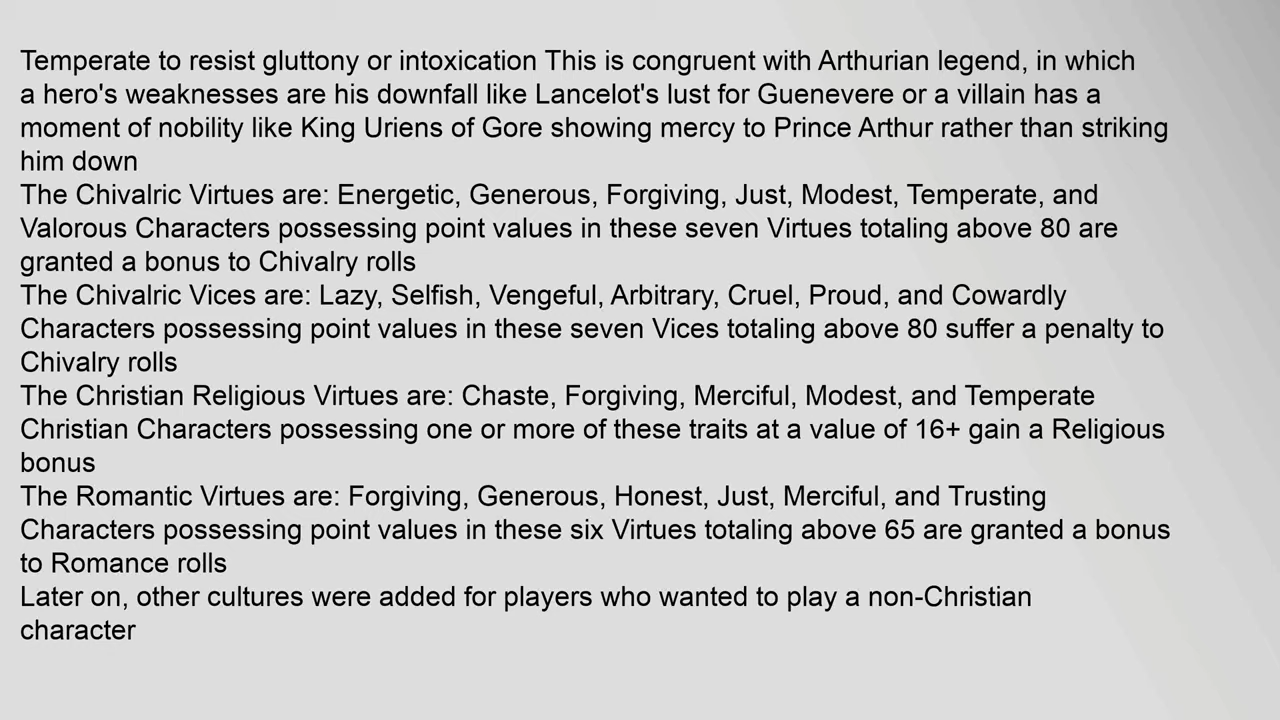 Temperate to resist gluttony or intoxication This is congruent with Arthurian legend, in which
a hero's weaknesses are his downfall like Lancelot's lust for Guenevere or a villain has a
moment of nobility like King Uriens of Gore showing mercy to Prince Arthur rather than striking
him down
The Chivalric Virtues are: Energetic, Generous, Forgiving, Just, Modest, Temperate, and
Valorous Characters possessing point values in these seven Virtues totaling above 80 are
granted a bonus to Chivalry rolls
The Chivalric Vices are: Lazy, Selfish, Vengeful, Arbitrary, Cruel, Proud, and Cowardly
Characters possessing point values in these seven Vices totaling above 80 suffer a penalty to
Chivalry rolls
The Christian Religious Virtues are: Chaste, Forgiving, Merciful, Modest, and Temperate
Christian Characters possessing one or more of these traits at a value of 16+ gain a Religious
bonus
The Romantic Virtues are: Forgiving, Generous, Honest, Just, Merciful, and Trusting
Characters possessing point values in these six Virtues totaling above 65 are granted a bonus
to Romance rolls
Later on, other cultures were added for players who wanted to play a non-Christian
character